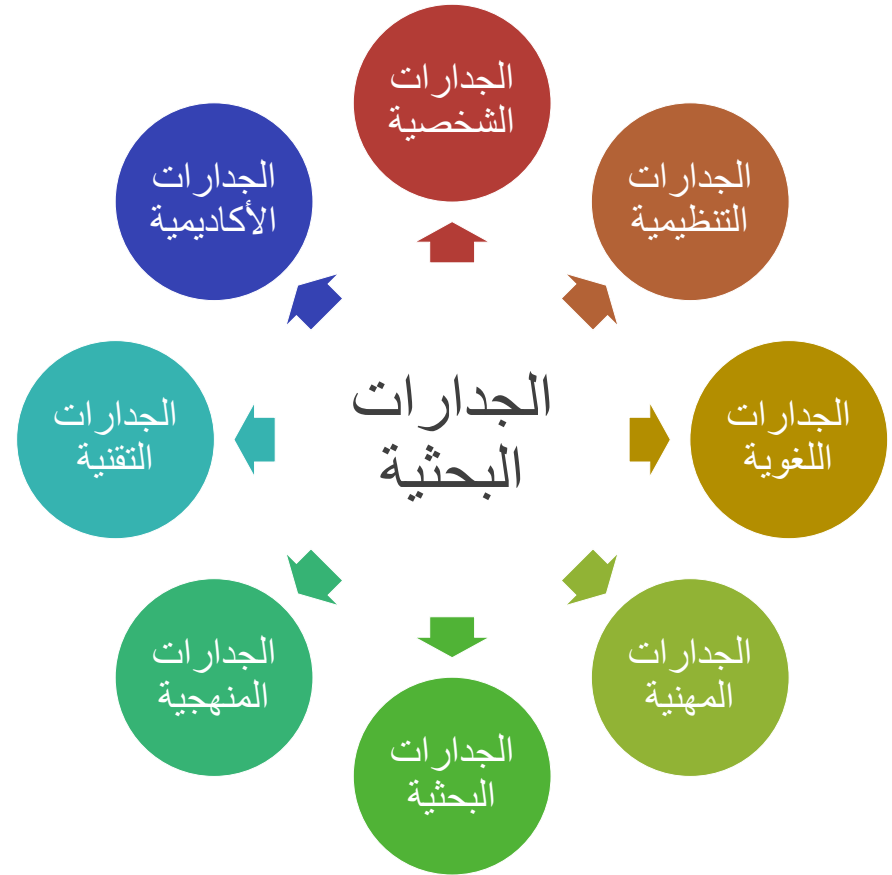 الجدارات
الشخصية
الجدارات
التنظيمية
الجدارات
اللغوية
الجدارات
المهنية
الجدارات
البحثية
الجدارات
المنهجية
الجدارات
التقنية
الجدارات
الأكاديمية
الجدارات
البحثية